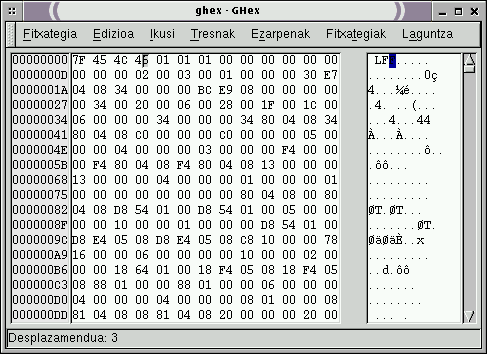 ghex - GHex
Fitxategia Edizioa Ikusi Tresnak Ezarpenak Fitxategiak Laguntza
00000000 7F 45 4C 46 01 01 01 00 00 00 00 00 00 .ELF.........
0000000D 00 00 00 02 00 03 00 01 00 00 00 30 E7 ...........0ç
0000001A 04 08 34 00 00 00 BC E9 08 00 00 00 00 ..4...¼é.....
00000027 00 34 00 20 00 06 00 28 00 1F 00 1C 00 .4. ...(.....
00000034 06 00 00 00 34 00 00 00 34 80 04 08 34 ....4...4...4
00000041 80 04 08 C0 00 00 00 C0 00 00 00 05 00 ...À...À.....
0000004E 00 00 04 00 00 00 03 00 00 00 F4 00 00 ..........ô..
0000005B 00 F4 80 04 08 F4 80 04 08 13 00 00 00 .ô...ô.......
00000068 13 00 00 00 04 00 00 00 01 00 00 00 01 .............
00000075 00 00 00 00 00 00 00 00 80 04 08 00 80 .............
00000082 04 08 D8 54 01 00 D8 54 01 00 05 00 00 ..ØT..ØT.....
0000008F 00 00 10 00 00 01 00 00 00 D8 54 01 00 .........ØT..
0000009C D8 E4 05 08 D8 E4 05 08 C8 10 00 00 78 Øä..Øä..È...x
000000A9 16 00 00 00 06 00 00 00 00 10 00 00 02 .............
000000B6 00 00 18 64 01 00 18 F4 05 08 18 F4 05 ...d...ô...ô.
000000C3 08 88 01 00 00 88 01 00 00 06 00 00 00 .............
000000D0 04 00 00 00 04 00 00 00 08 01 00 00 08 .............
000000DD 81 04 08 08 81 04 08 20 00 00 00 20 00 ....... ... .
Desplazamendua: 3